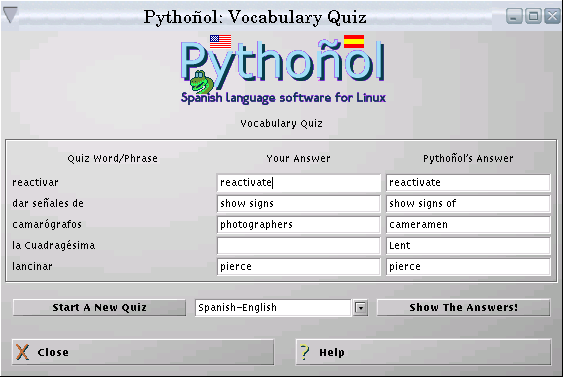 Pythoñol: Vocabulary Quiz
Pythoñol
Spanish language software for Linux
Vocabulary Quiz
Quiz Word/Phrase Your Answer Pythoñol's Answer
reactivar reactivate reactivate
dar señales de show signs show signs of
camarógrafos photographers cameramen
la Cuadragésima Lent
lancinar pierce pierce
Start A New Quiz Spanish-English Show The Answers!
Close Help